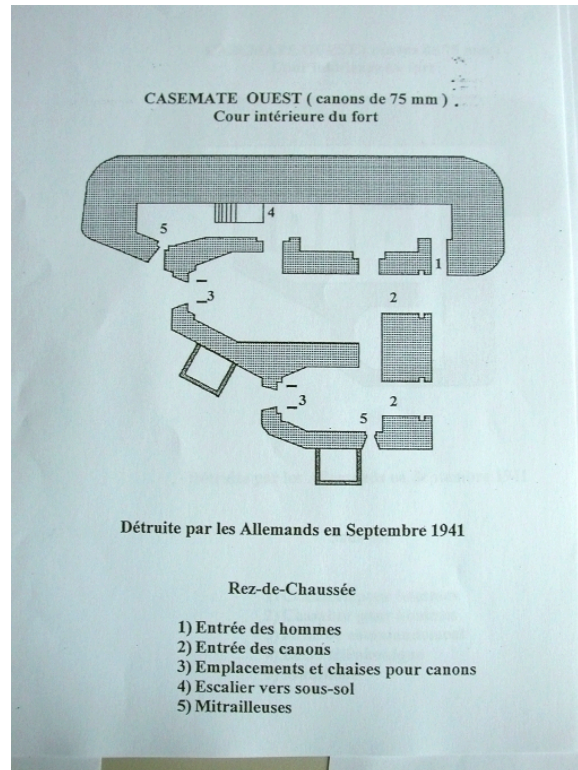 CASEMATE OUEST ( canons de 75 mm ) .
Cour intérieure du fort
4
5
1
3
2
3
2
5
Détruite par les Allemands en Septembre 1941
Rez-de-Chaussée
1) Entrée des hommes
2) Entrée des canons
3) Emplacements et chaises pour canons
4) Escalier vers sous-sol
5) Mitrailleuses